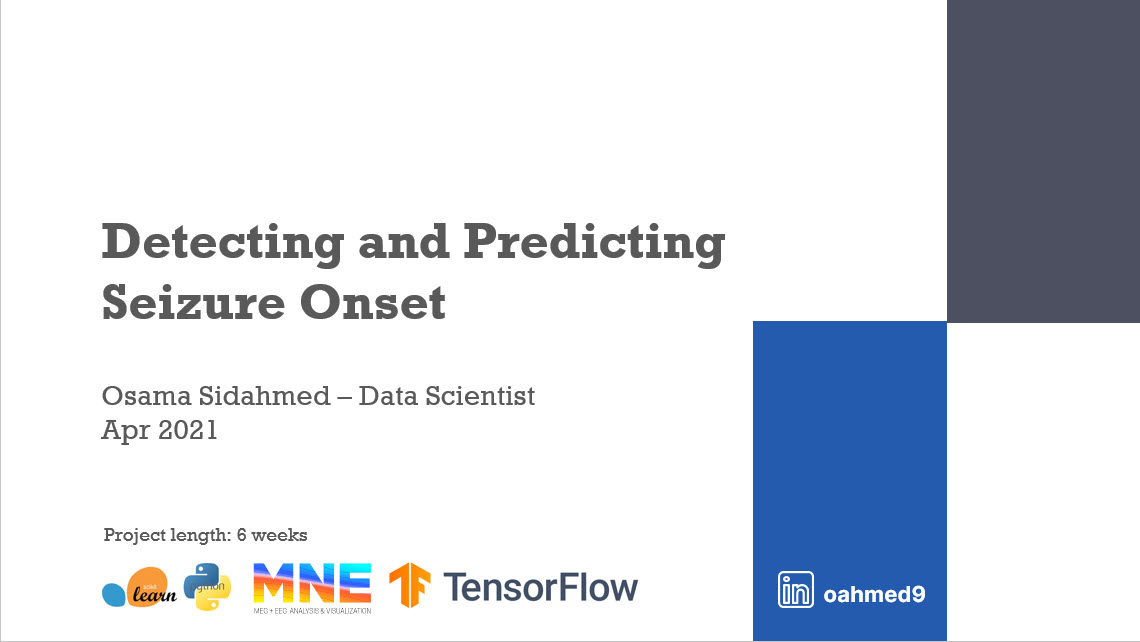 Detecting and Predicting
Seizure Onset
Osama Sidahmed – Data Scientist
Apr 2021
Project length: 6 weeks
scikit
learn
python
MNE
MEG + EEG ANALYSIS & VISUALIZATION
TensorFlow
in
oahmed9